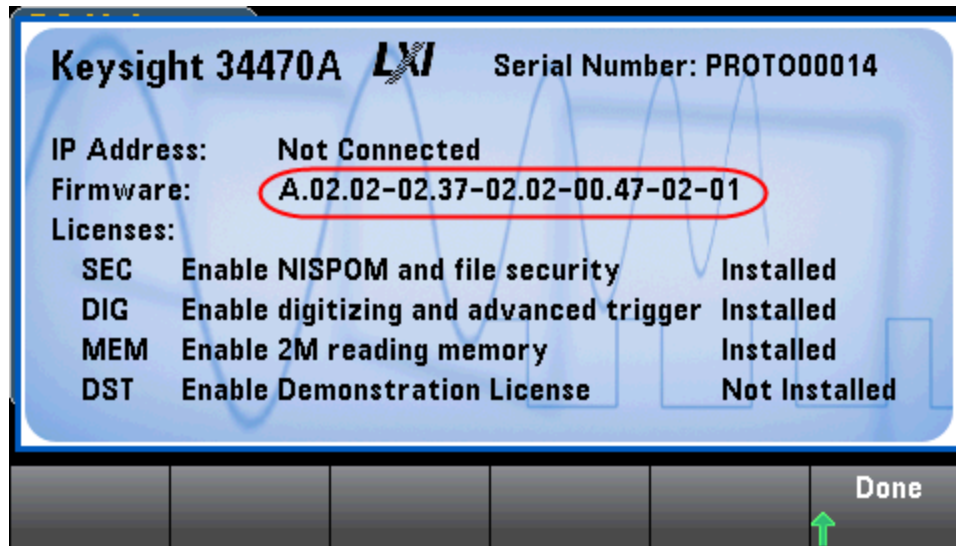 Keysight 34470A LXI Serial Number: PROTO00014
IP Address: Not Connected
Firmware: A.02.02-02.37-02.02-00.47-02-01
Licenses:
SEC Enable NISPOM and file security Installed
DIG Enable digitizing and advanced trigger Installed
MEM Enable 2M reading memory Installed
DST Enable Demonstration License Not Installed
Done